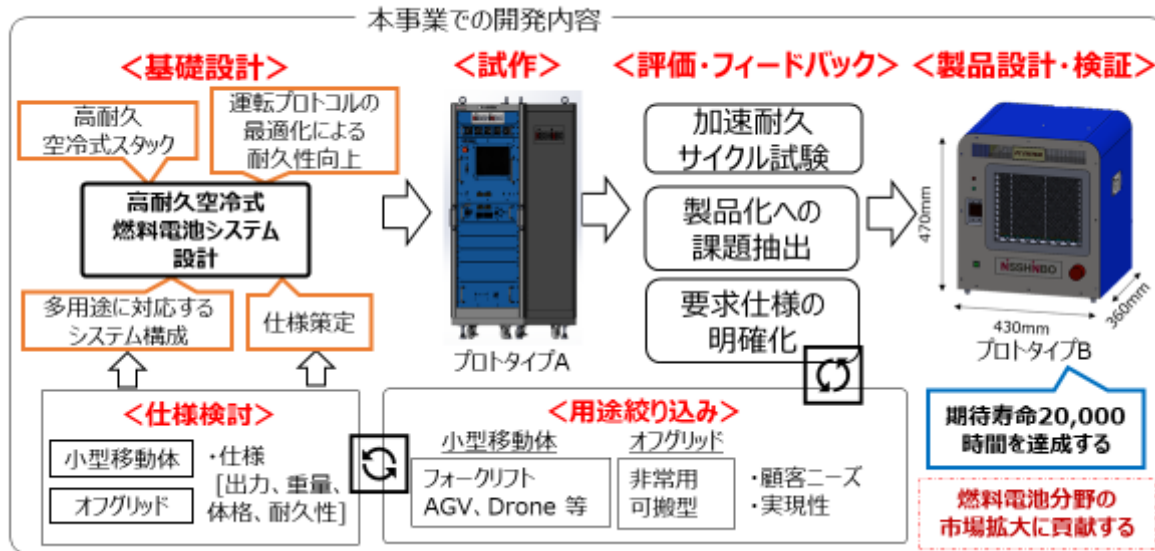 本事業での開発内容
＜基礎設計＞
高耐久
空冷式スタック
運転プロトコルの
最適化による
耐久性向上
高耐久空冷式
燃料電池システム
設計
多用途に対応する
システム構成
仕様策定
＜試作＞
プロトタイプA
＜評価・フィードバック＞
加速耐久
サイクル試験
製品化への
課題抽出
要求仕様の
明確化
＜製品設計・検証＞
470mm
NISSHINBO
430mm
360mm
プロトタイプB
期待寿命20,000
時間を達成する
燃料電池分野の
市場拡大に貢献する
＜仕様検討＞
小型移動体
オフグリッド
・仕様
[出力、重量、
体格、耐久性]
＜用途絞り込み＞
小型移動体
フォークリフト
AGV、Drone 等
オフグリッド
非常用
可搬型
・顧客ニーズ
・実現性